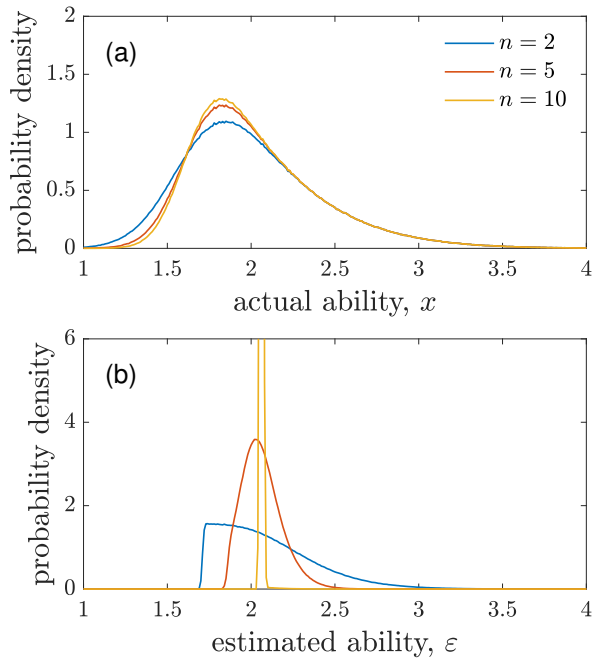 (a)
n = 2
n = 5
n = 10
probability density
2
1.5
1
0.5
0
1 1.5 2 2.5 3 3.5 4
actual ability, x
(b)
probability density
6
4
2
0
1 1.5 2 2.5 3 3.5 4
estimated ability, ε